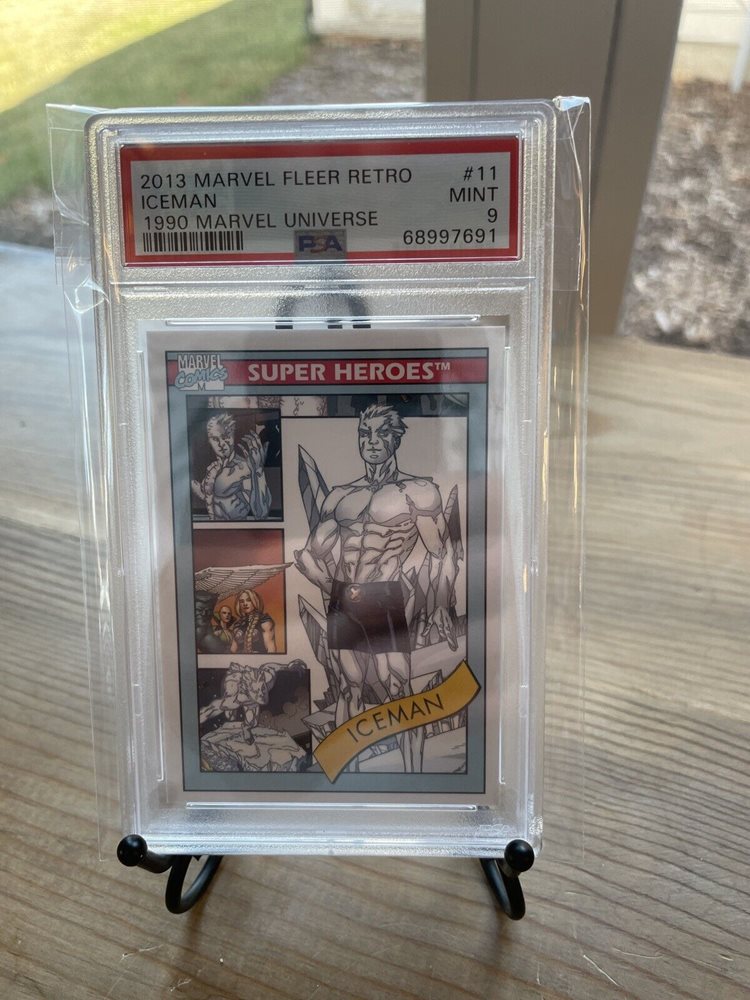 2013 MARVEL FLEER RETRO #11
ICEMAN MINT
1990 MARVEL UNIVERSE 9
PSA 68997691
MARVEL
COMICS
M
SUPER HEROES™
ICEMAN